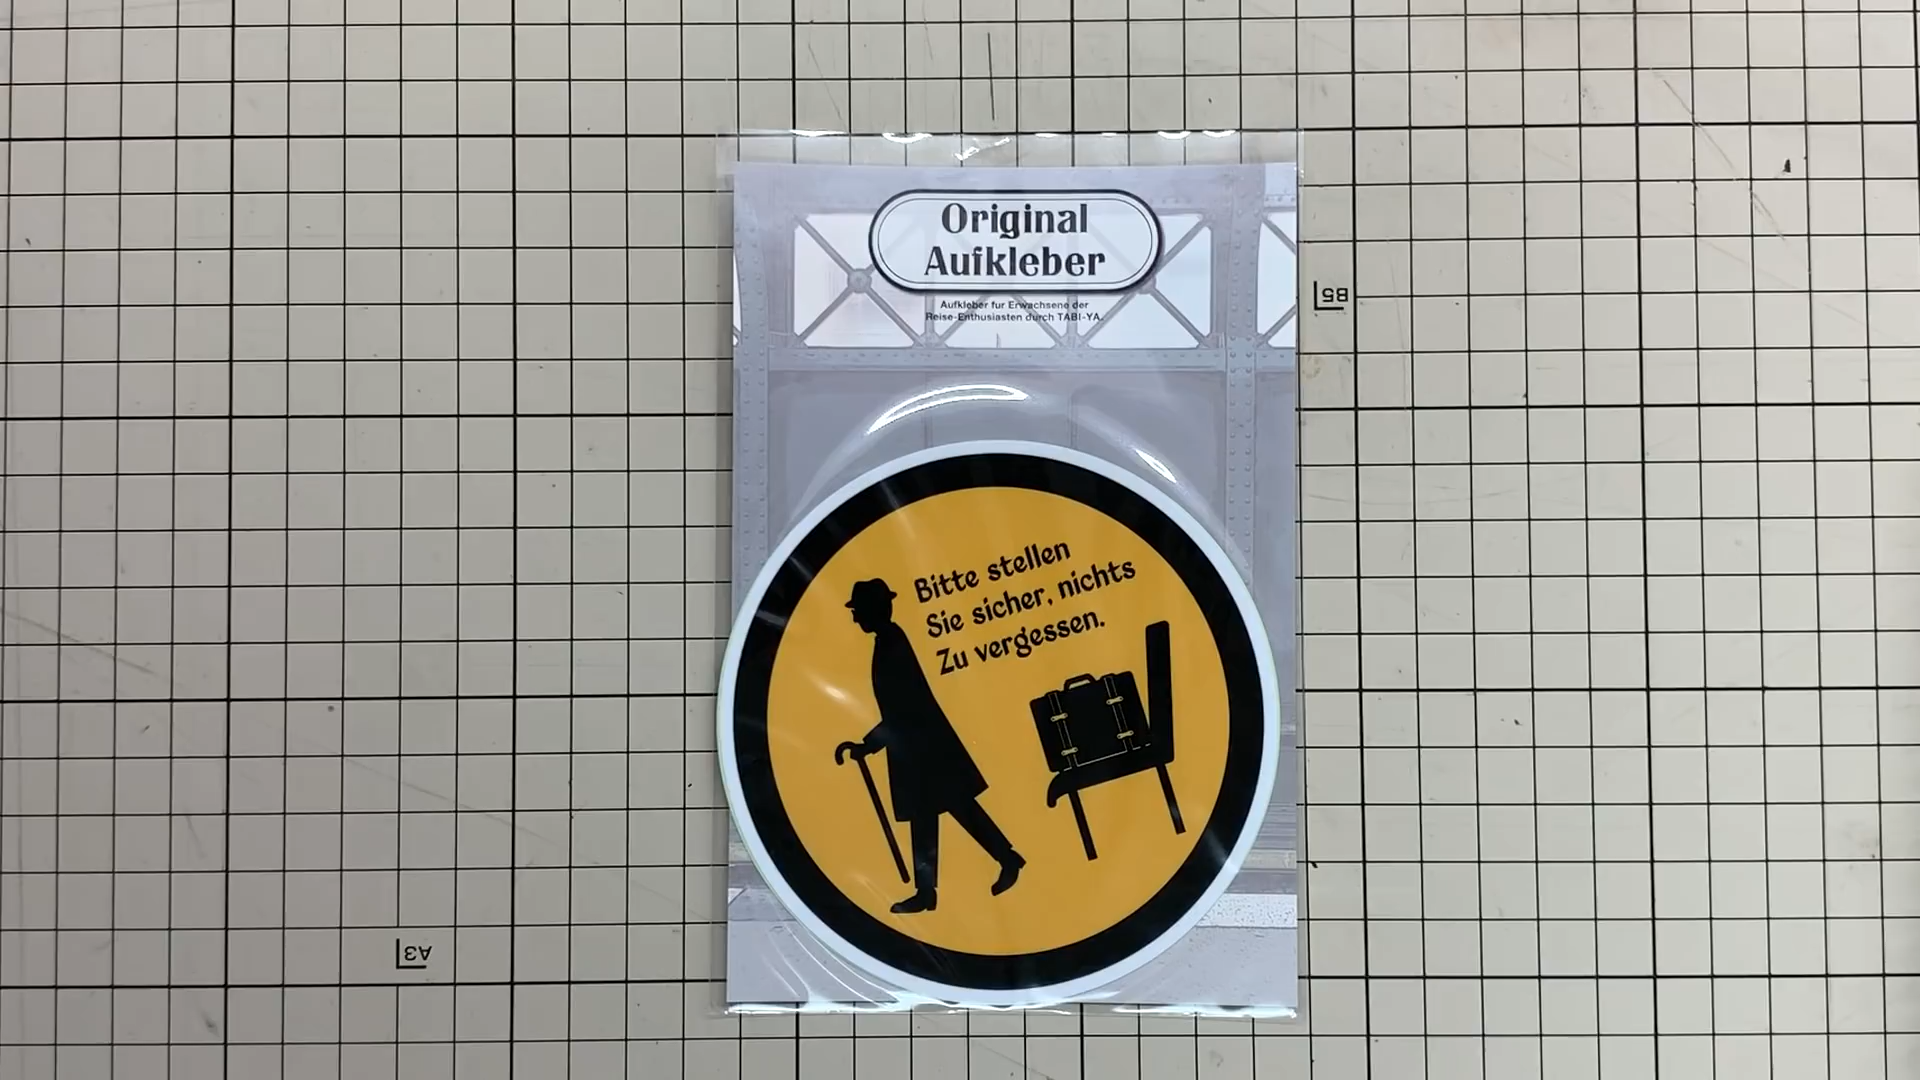 Original
Aufkleber
Aufkleber fur Erwachsene der
Reise-Enthusiasten durch TABI-YA.
Bitte stellen
Sie sicher, nichts
Zu vergessen.
B5
A3